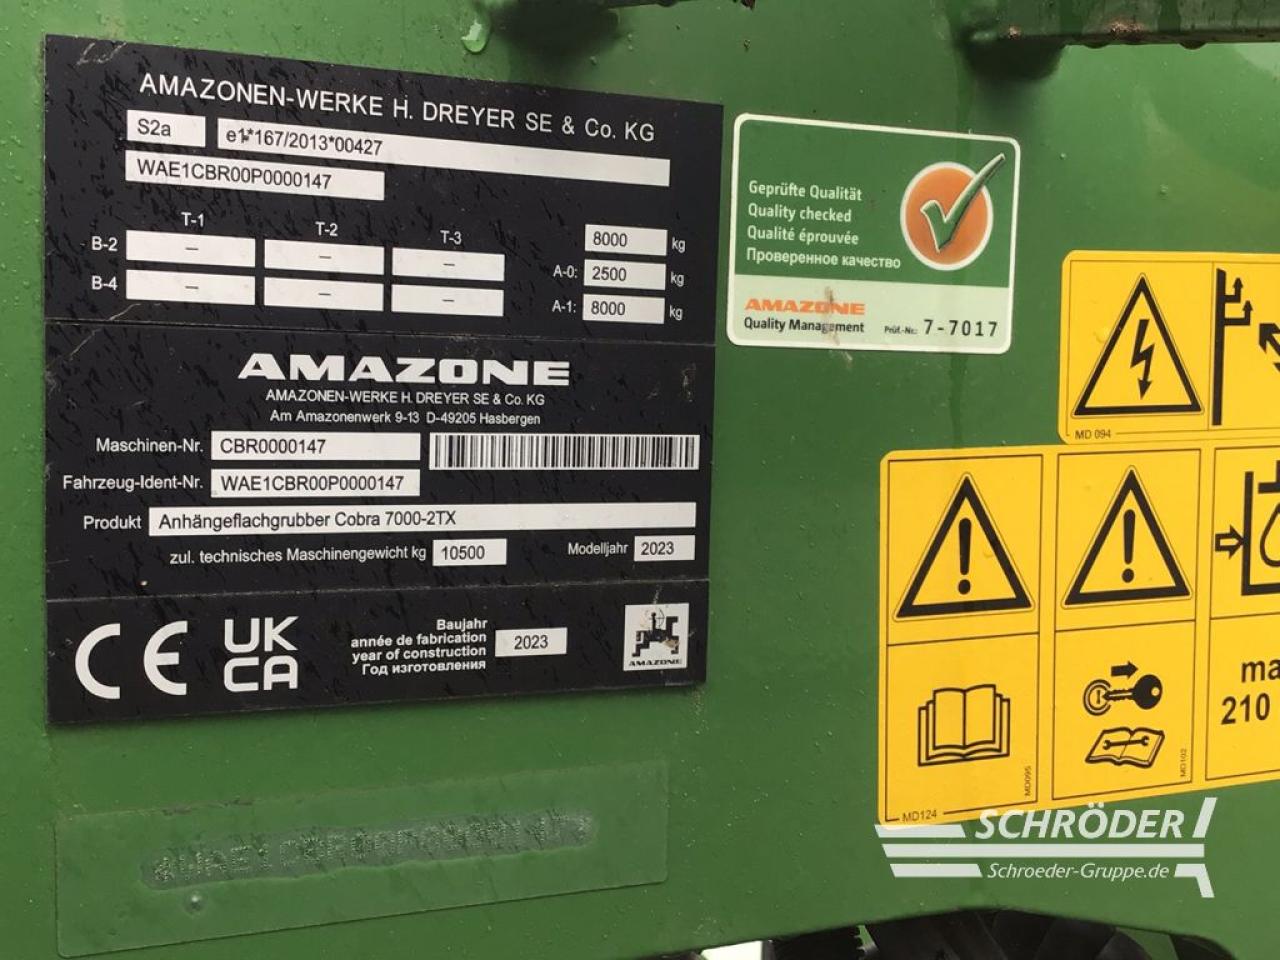 AMAZONEN-WERKE H. DREYER SE & Co. KG
S2a e1*167/2013*00427
WAE1CBR00P0000147
T-1 T-2 T-3
B-2 – – – 8000 kg
B-4 – – – A-0: 2500 kg
A-1: 8000 kg
AMAZONE
AMAZONEN-WERKE H. DREYER SE & Co. KG
Am Amazonenwerk 9-13 D-49205 Hasbergen
Maschinen-Nr. CBR0000147
Fahrzeug-Ident-Nr. WAE1CBR00P0000147
Produkt Anhängeflachgrubber Cobra 7000-2TX
zul. technisches Maschinengewicht kg 10500 Modelljahr 2023
CE UK CA
Baujahr
année de fabrication
year of construction
Год изготовления
2023
AMAZONE
Geprüfte Qualität
Quality checked
Qualité éprouvée
Проверенное качество
AMAZONE
Quality Management Prüf.-Nr.: 7-7017
MD 094
MD095
MD102
MD124
ma
210
SCHRÖDER
Schroeder-Gruppe.de